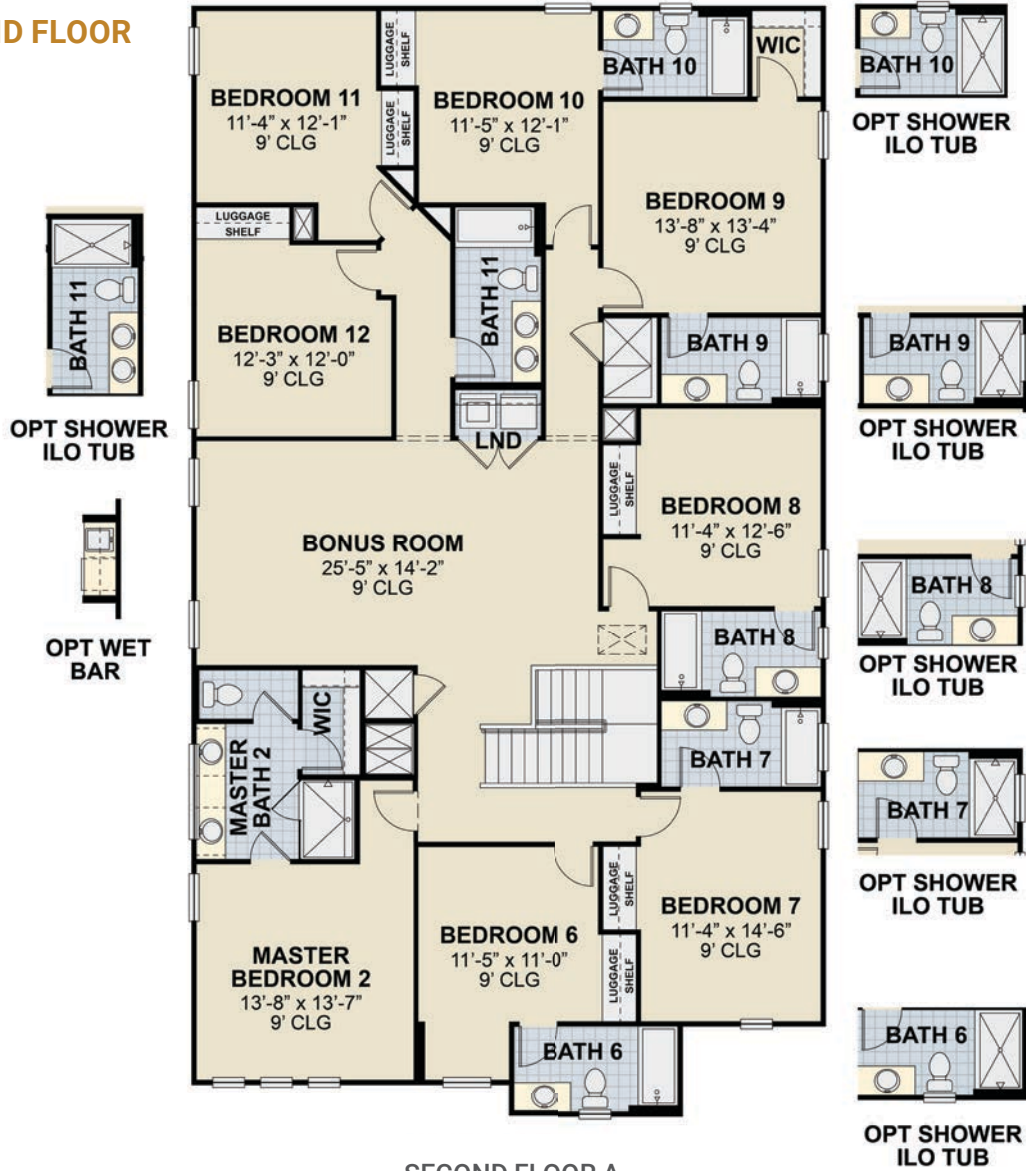 ND FLOOR
BEDROOM 11
11'-4" x 12'-1"
9' CLG
LUGGAGE
SHELF
LUGGAGE
SHELF
BEDROOM 10
11'-5" x 12'-1"
9' CLG
BATH 10
WIC
BATH 10
OPT SHOWER
ILO TUB
BEDROOM 9
13'-8" x 13'-4"
9' CLG
LUGGAGE
SHELF
BATH 11
OPT SHOWER
ILO TUB
BEDROOM 12
12'-3" x 12'-0"
9' CLG
BATH 11
LND
BATH 9
BATH 9
OPT SHOWER
ILO TUB
LUGGAGE
SHELF
BEDROOM 8
11'-4" x 12'-6"
9' CLG
BONUS ROOM
25'-5" x 14'-2"
9' CLG
OPT WET
BAR
BATH 8
BATH 8
OPT SHOWER
ILO TUB
WIC
MASTER
BATH 2
BATH 7
BATH 7
OPT SHOWER
ILO TUB
MASTER
BEDROOM 2
13'-8" x 13'-7"
9' CLG
BEDROOM 6
11'-5" x 11'-0"
9' CLG
LUGGAGE
SHELF
LUGGAGE
SHELF
BEDROOM 7
11'-4" x 14'-6"
9' CLG
BATH 6
BATH 6
OPT SHOWER
ILO TUB
SECOND FLOOR A